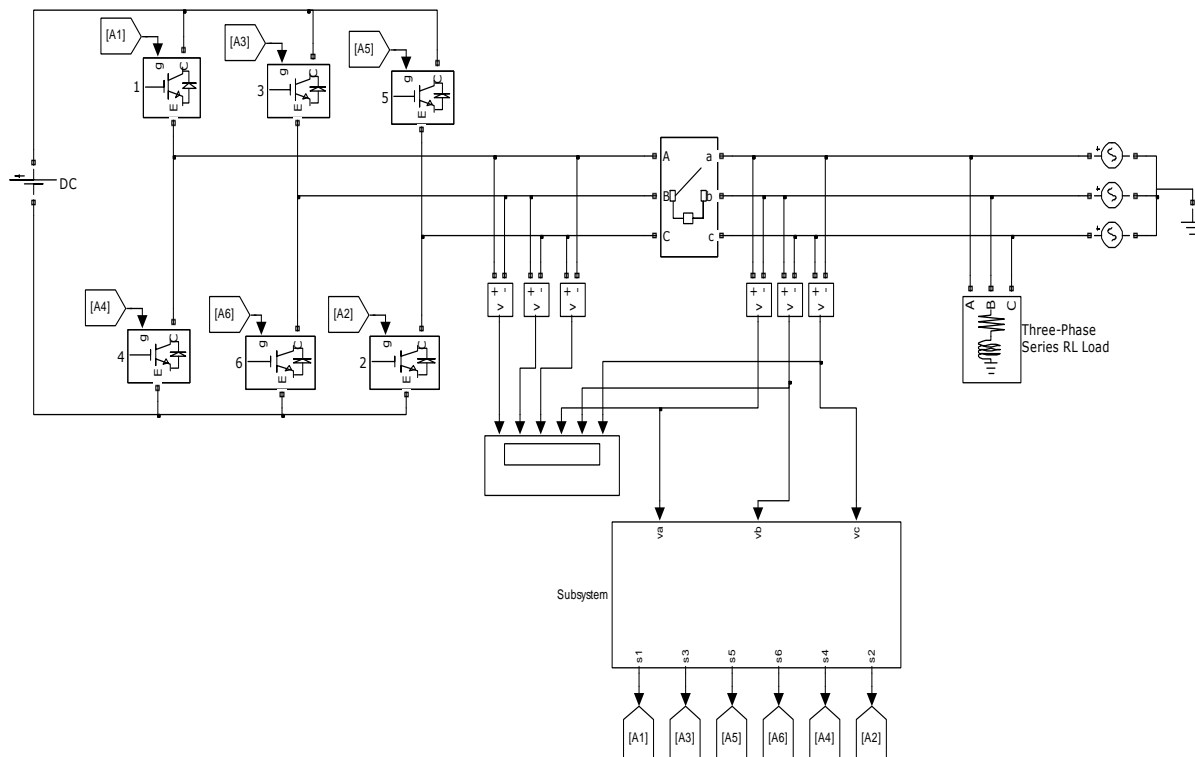 [A1]
[A3]
[A5]
g C
1
E
g C
3
E
g C
5
E
DC
A a
B b
C c
[A4]
[A6]
[A2]
g C
4
E
g C
6
E
g C
2
E
+ -
v
+ -
v
+ -
v
+ -
v
+ -
v
+ -
v
A B C
Three-Phase
Series RL Load
va vb vc
Subsystem
s1 s3 s5 s6 s4 s2
[A1] [A3] [A5] [A6] [A4] [A2]